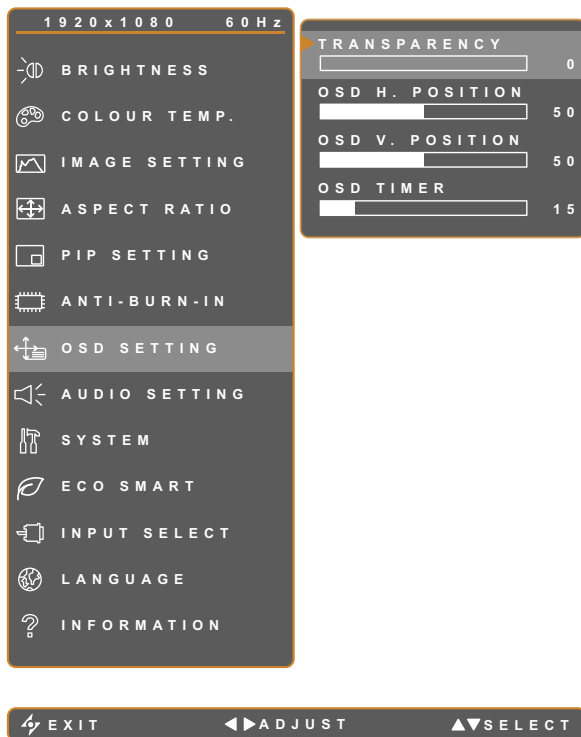 1920x1080 60Hz
BRIGHTNESS
COLOUR TEMP.
IMAGE SETTING
ASPECT RATIO
PIP SETTING
ANTI-BURN-IN
OSD SETTING
AUDIO SETTING
SYSTEM
ECO SMART
INPUT SELECT
LANGUAGE
INFORMATION
TRANSPARENCY
0
OSD H. POSITION
50
OSD V. POSITION
50
OSD TIMER
15
EXIT ADJUST SELECT